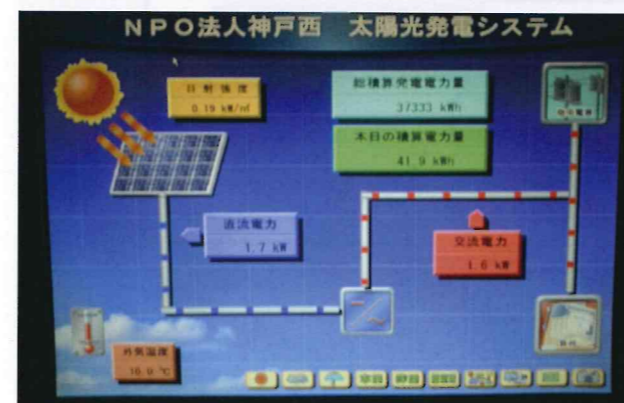 NPO法人神戸西 太陽光発電システム
日射強度
0.19 kW/㎡
総積算発電電力量
37333 kWh
本日の積算電力量
41.9 kWh
直流電力
1.7 kW
交流電力
1.6 kW
外気温度
16.9 ℃